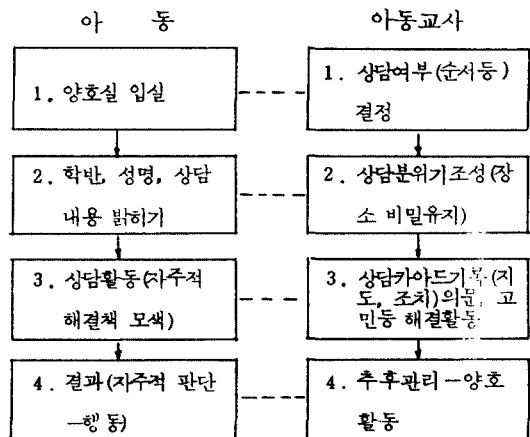 아 동
1. 양호실 입실
2. 학반, 성명, 상담
내용 밝히기
3. 상담활동(자주적
해결책 모색)
4. 결과(자주적 판단
—행동)
아동교사
1. 상담여부(순서등)
결정
2. 상담분위기조성(장
소 비밀유지)
3. 상담카아드기록(지
도, 조치)의문, 고
민등 해결활동
4. 추후관리—양호
활동